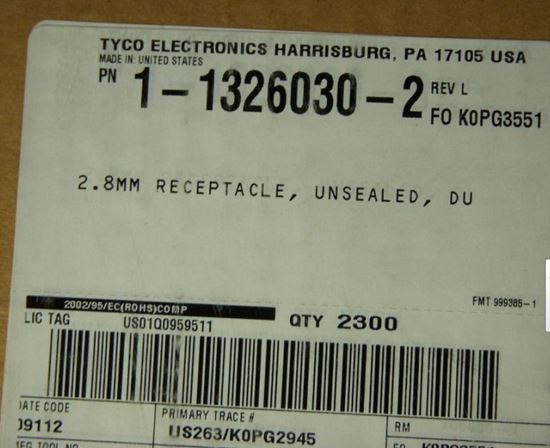 TYCO ELECTRONICS HARRISBURG, PA 17105 USA
MADE IN: UNITED STATES
PN 1-1326030-2 REV L
FO K0PG3551
2.8MM RECEPTACLE, UNSEALED, DU
FMT 999385-1
2002/95/EC(ROHS)COMP
LIC TAG US0100959511 QTY 2300
DATE CODE PRIMARY TRACE # RM
09112 US263/K0PG2945